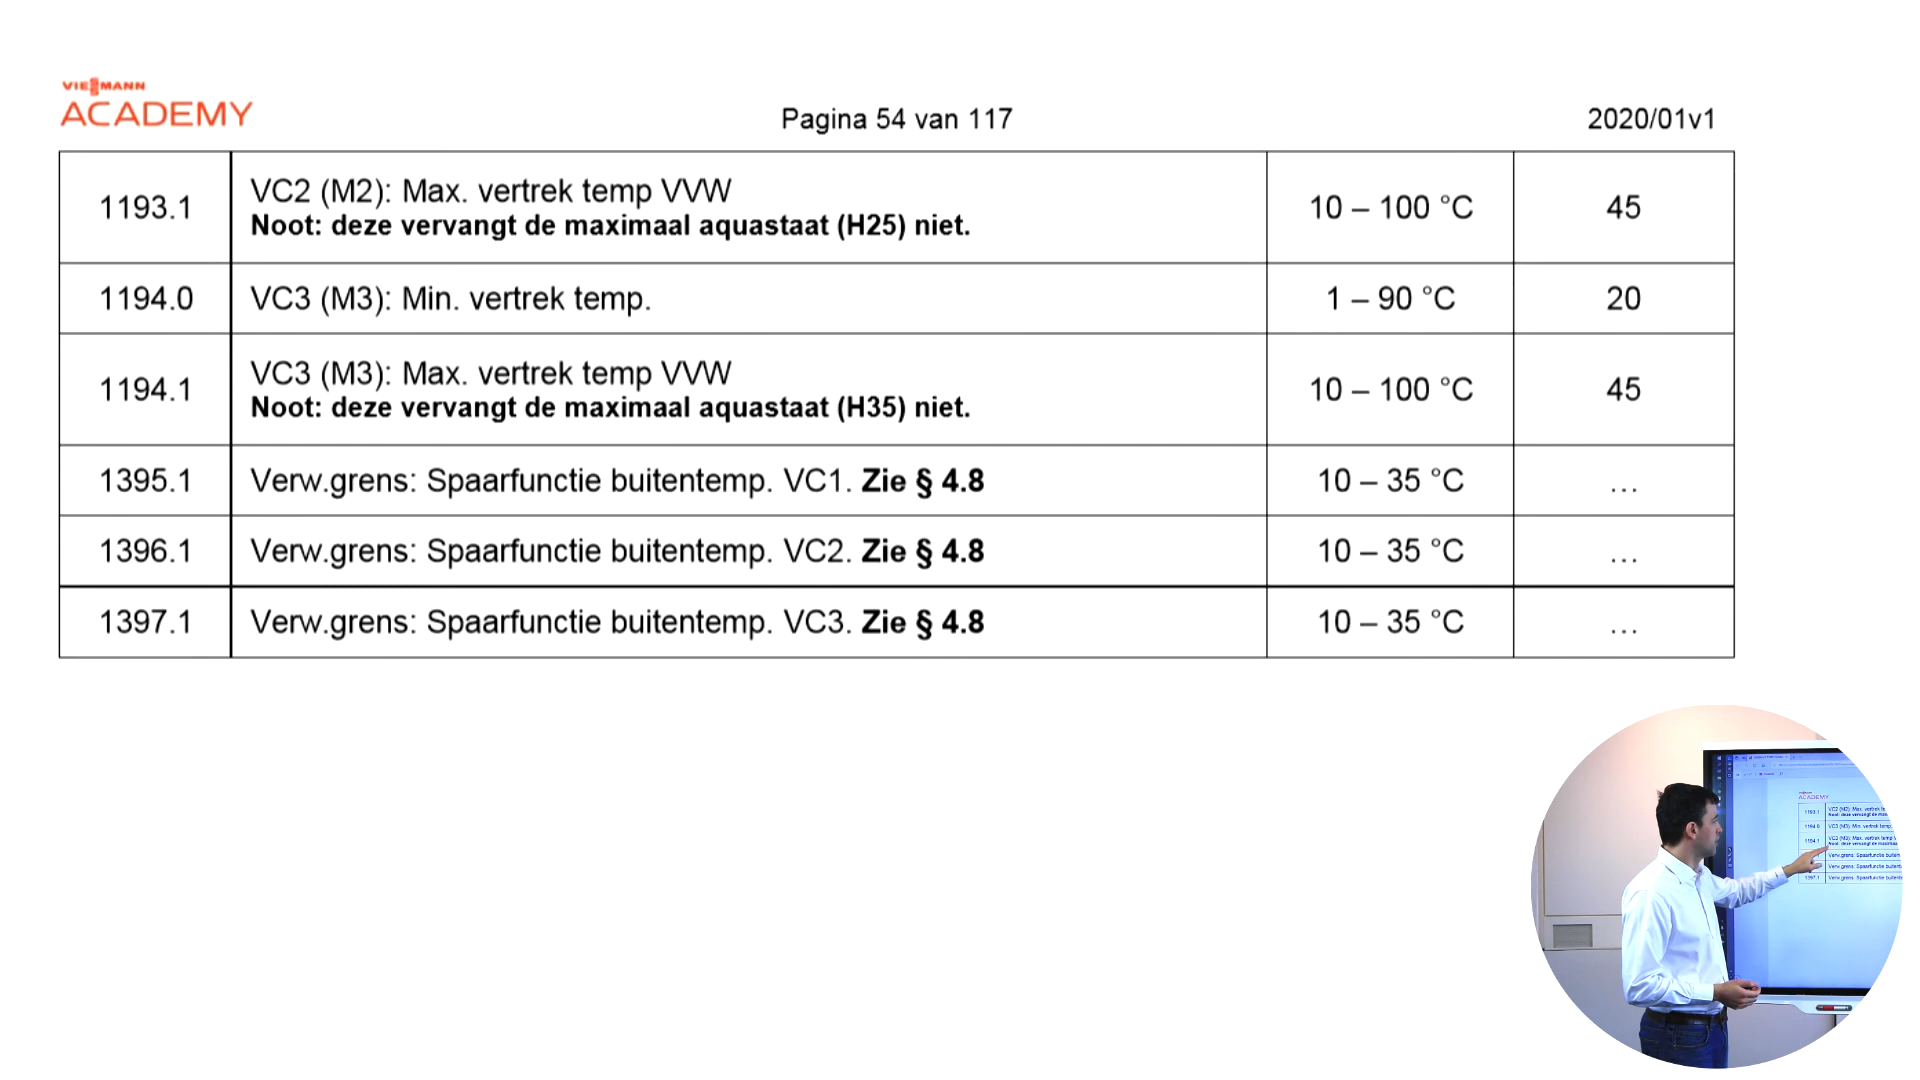 VIESMANN
ACADEMY
Pagina 54 van 117
2020/01v1
1193.1
VC2 (M2): Max. vertrek temp VVW
Noot: deze vervangt de maximaal aquastaat (H25) niet.
10 – 100 °C
45
1194.0
VC3 (M3): Min. vertrek temp.
1 – 90 °C
20
1194.1
VC3 (M3): Max. vertrek temp VVW
Noot: deze vervangt de maximaal aquastaat (H35) niet.
10 – 100 °C
45
1395.1
Verw.grens: Spaarfunctie buitentemp. VC1. Zie § 4.8
10 – 35 °C
…
1396.1
Verw.grens: Spaarfunctie buitentemp. VC2. Zie § 4.8
10 – 35 °C
…
1397.1
Verw.grens: Spaarfunctie buitentemp. VC3. Zie § 4.8
10 – 35 °C
…